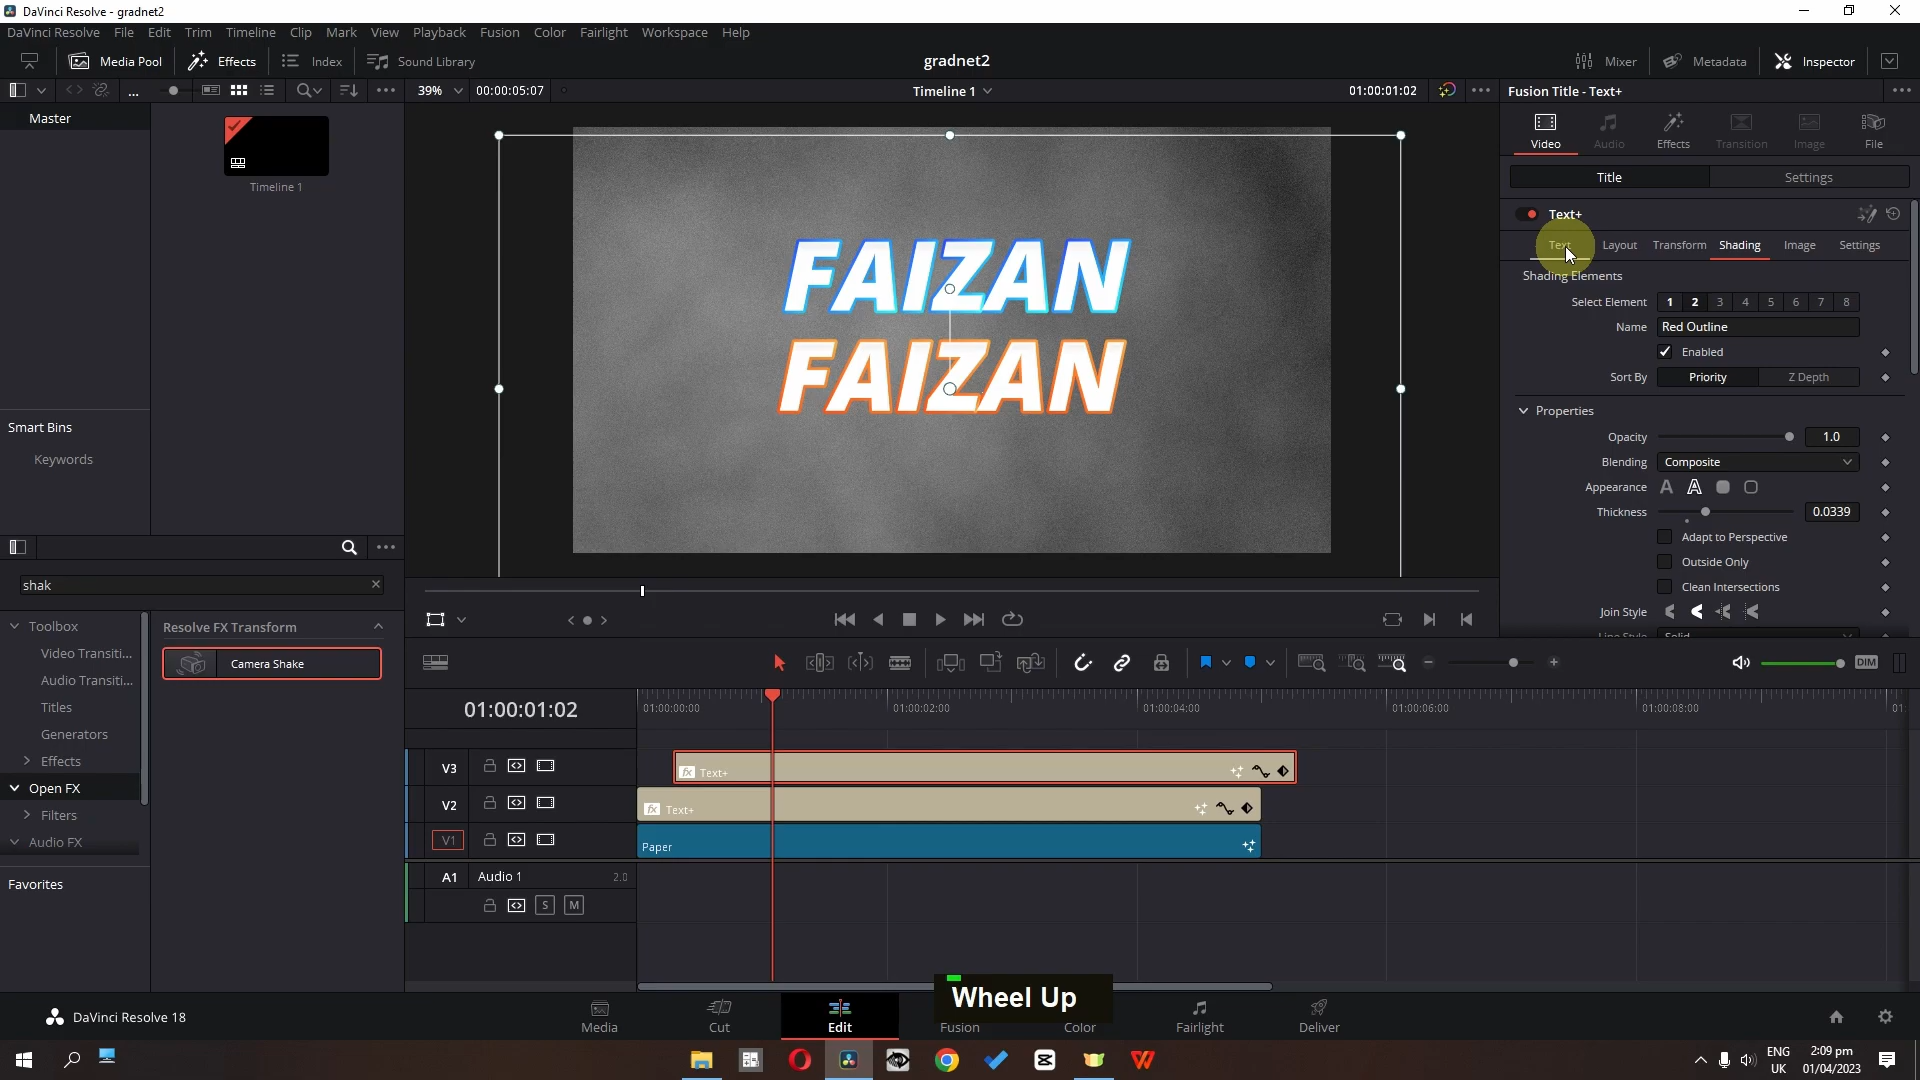 DaVinci Resolve - gradnet2
DaVinci Resolve File Edit Trim Timeline Clip Mark View Playback Fusion Color Fairlight Workspace Help
Media Pool Effects Index Sound Library gradnet2 Mixer Metadata Inspector
... 39% 00:00:05:07 Timeline 1 01:00:01:02 Fusion Title - Text+
Master
Timeline 1
Video Audio Effects Transition Image File
Title Settings
Text+
Text Layout Transform Shading Image Settings
Shading Elements
Select Element 1 2 3 4 5 6 7 8
Name Red Outline
Enabled
Sort By Priority Z Depth
Properties
Opacity 1.0
Blending Composite
Appearance
Thickness 0.0339
Adapt to Perspective
Outside Only
Clean Intersections
Join Style
Line Style Solid
FAIZAN
FAIZAN
Smart Bins
Keywords
shak
Toolbox
Video Transiti...
Audio Transiti...
Titles
Generators
Effects
Open FX
Filters
Audio FX
Favorites
Resolve FX Transform
Camera Shake
DIM
01:00:01:02
01:00:00:00 01:00:02:00 01:00:04:00 01:00:06:00 01:00:08:00 01:
V3 fx Text+
V2 fx Text+
V1 Paper
A1 Audio 1 2.0
S M
Wheel Up
DaVinci Resolve 18
Media Cut Edit Fusion Color Fairlight Deliver
ENG
UK
2:09 pm
01/04/2023